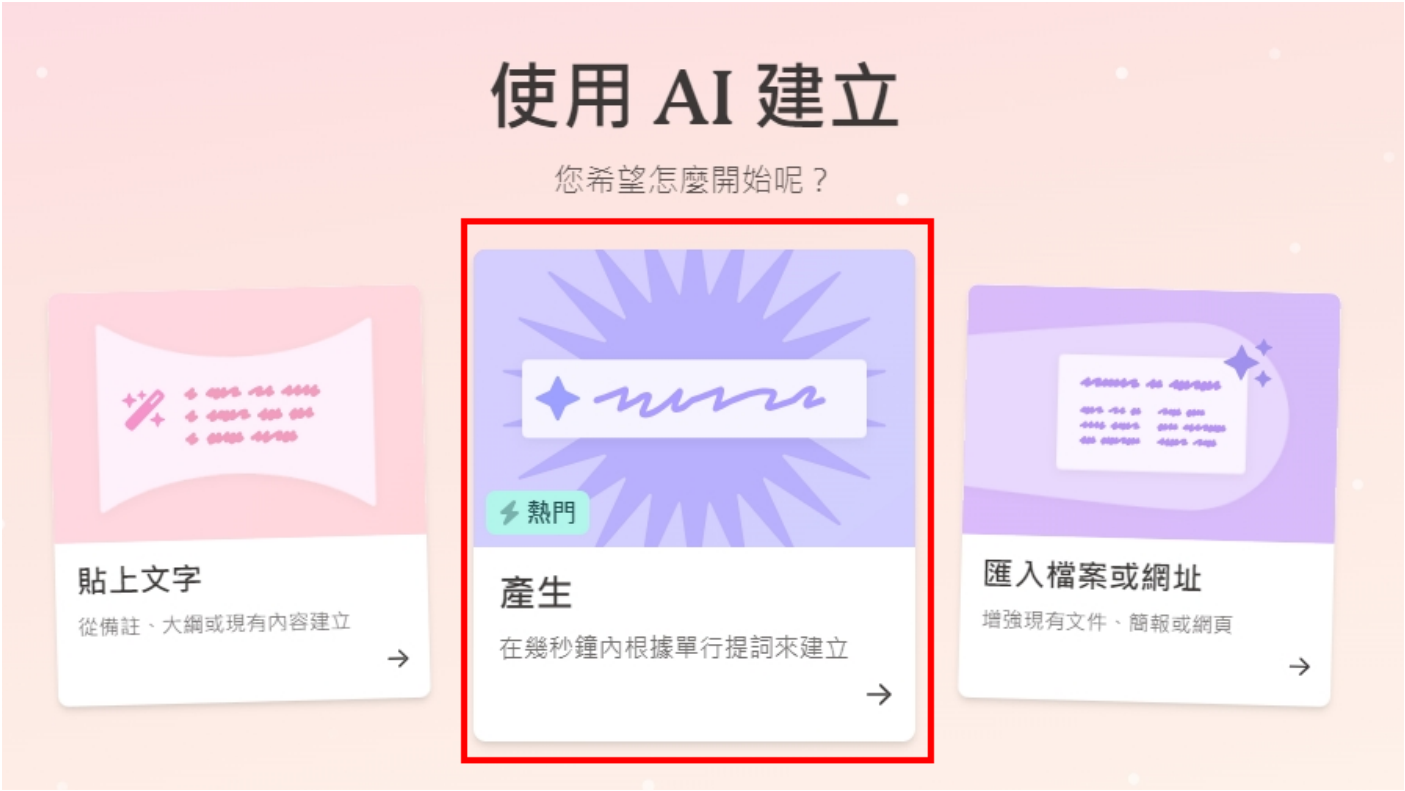 使用 AI 建立
您希望怎麼開始呢？
貼上文字
從備註、大綱或現有內容建立
→
熱門
產生
在幾秒鐘內根據單行提詞來建立
→
匯入檔案或網址
增強現有文件、簡報或網頁
→